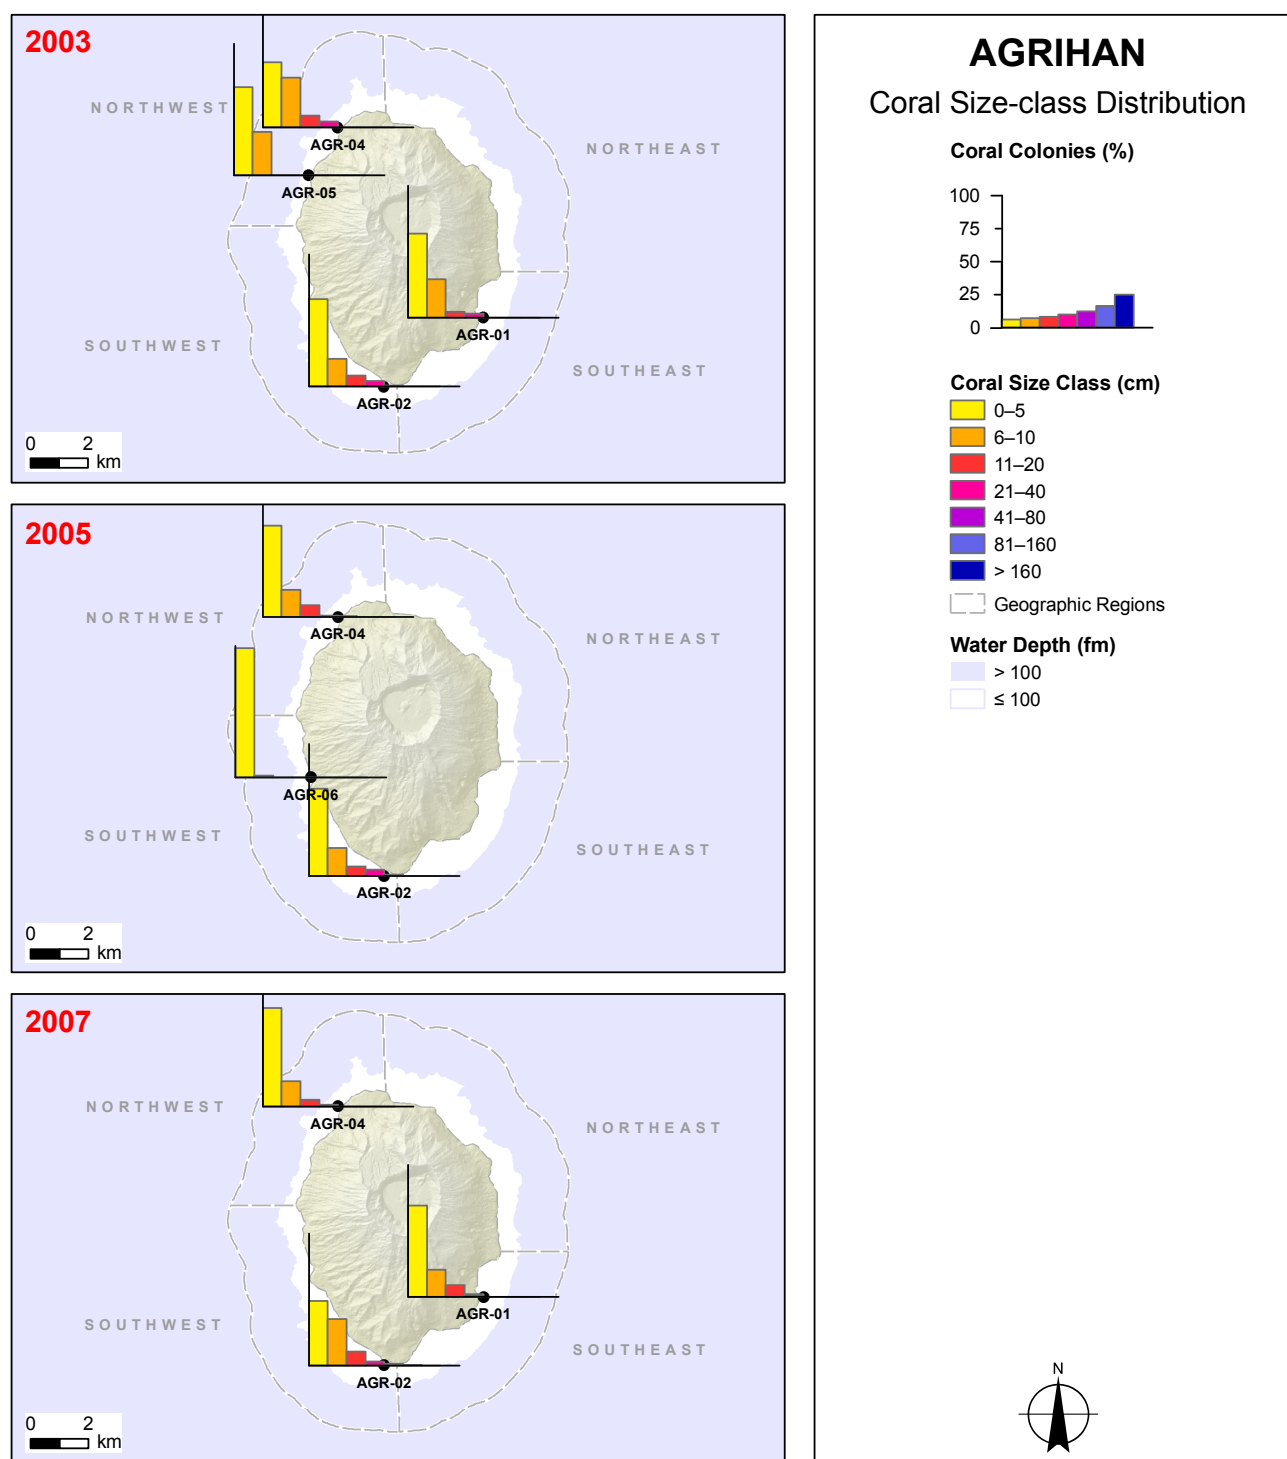 2003
NORTHWEST
NORTHEAST
AGR-04
AGR-05
AGR-01
SOUTHWEST
SOUTHEAST
AGR-02
0 2
km
2005
NORTHWEST
NORTHEAST
AGR-04
AGR-06
SOUTHWEST
SOUTHEAST
AGR-02
0 2
km
2007
NORTHWEST
NORTHEAST
AGR-04
AGR-01
SOUTHWEST
SOUTHEAST
AGR-02
0 2
km
AGRIHAN
Coral Size-class Distribution
Coral Colonies (%)
100
75
50
25
0
Coral Size Class (cm)
0–5
6–10
11–20
21–40
41–80
81–160
> 160
Geographic Regions
Water Depth (fm)
> 100
≤ 100
N